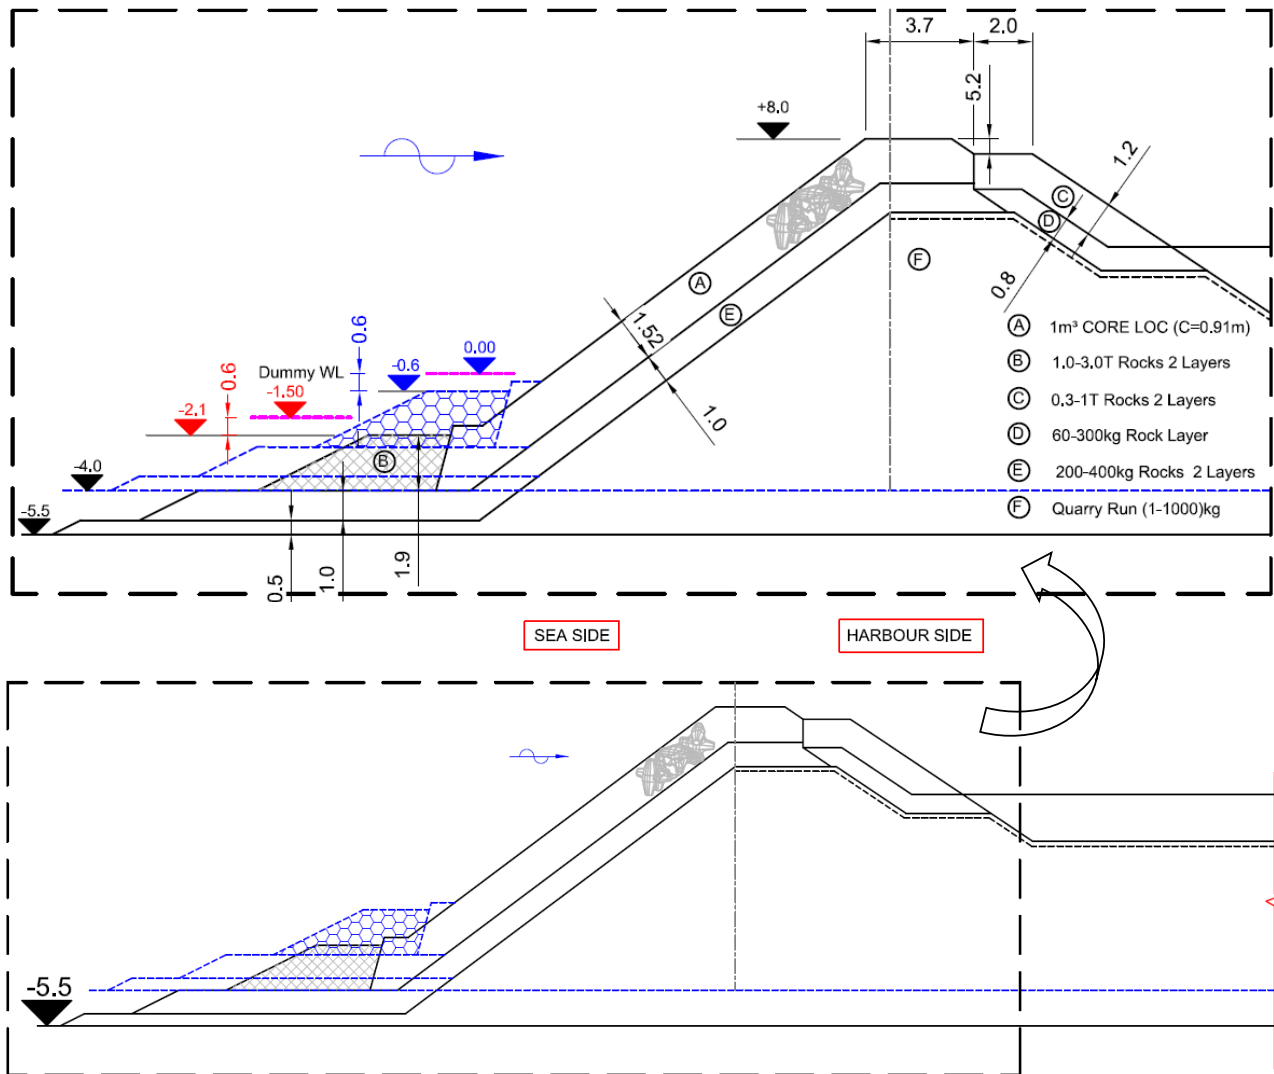 3.7
2.0
5.2
+8.0
1.2
C
D
F
A
E
0.8
1.52
1.0
A 1m³ CORE LOC (C=0.91m)
B 1.0-3.0T Rocks 2 Layers
C 0.3-1T Rocks 2 Layers
D 60-300kg Rock Layer
E 200-400kg Rocks 2 Layers
F Quarry Run (1-1000)kg
0.6
0.00
Dummy WL
-0.6
0.6
-1.50
-2.1
B
-4.0
-5.5
0.5
1.0
1.9
SEA SIDE
HARBOUR SIDE
-5.5